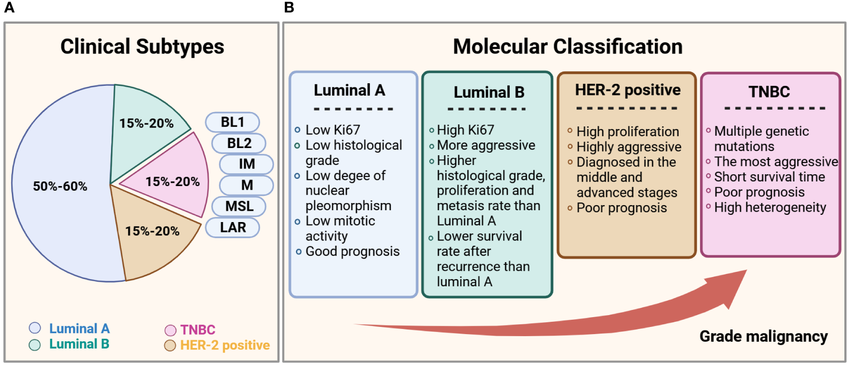 A
Clinical Subtypes
15%-20%
50%-60%
15%-20%
15%-20%
BL1
BL2
IM
M
MSL
LAR
Luminal A
Luminal B
TNBC
HER-2 positive
B
Molecular Classification
Luminal A
Low Ki67
Low histological
grade
Low degee of
nuclear
pleomorphism
Low mitotic
activity
Good prognosis
Luminal B
High Ki67
More aggressive
Higher
histological grade,
proliferation and
metasis rate than
Luminal A
Lower survival
rate after
recurrence than
luminal A
HER-2 positive
High proliferation
Highly aggressive
Diagnosed in the
middle and
advanced stages
Poor prognosis
TNBC
Multiple genetic
mutations
The most aggressive
Short survival time
Poor prognosis
High heterogeneity
Grade malignancy